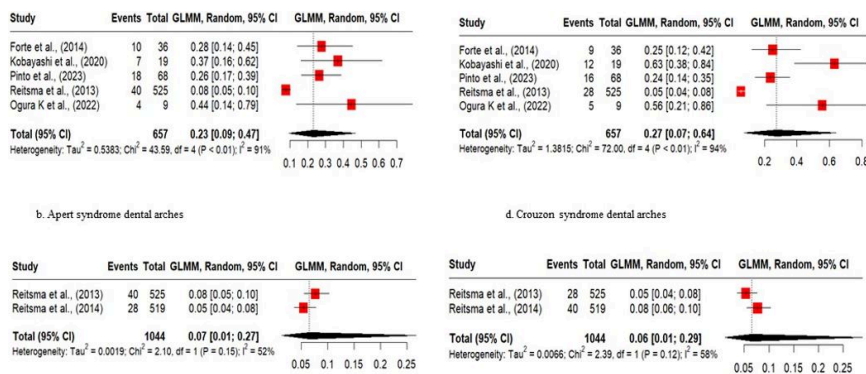 Study Events Total GLMM, Random, 95% CI GLMM, Random, 95% CI
Forte et al., (2014) 10 36 0.28 [0.14; 0.45]
Kobayashi et al., (2020) 7 19 0.37 [0.16; 0.62]
Pinto et al., (2023) 18 68 0.26 [0.17; 0.39]
Reitsma et al., (2013) 40 525 0.08 [0.05; 0.10]
Ogura K et al., (2022) 4 9 0.44 [0.14; 0.79]
Total (95% CI) 657 0.23 [0.09; 0.47]
Heterogeneity: Tau² = 0.5383; Chi² = 43.59, df = 4 (P < 0.01); I² = 91%
0.1 0.2 0.3 0.4 0.5 0.6 0.7
Study Events Total GLMM, Random, 95% CI GLMM, Random, 95% CI
Forte et al., (2014) 9 36 0.25 [0.12; 0.42]
Kobayashi et al., (2020) 12 19 0.63 [0.38; 0.84]
Pinto et al., (2023) 16 68 0.24 [0.14; 0.35]
Reitsma et al., (2013) 28 525 0.05 [0.04; 0.08]
Ogura K et al., (2022) 5 9 0.56 [0.21; 0.86]
Total (95% CI) 657 0.27 [0.07; 0.64]
Heterogeneity: Tau² = 1.3815; Chi² = 72.00, df = 4 (P < 0.01); I² = 94%
0.2 0.4 0.6 0.8
b. Apert syndrome dental arches
d. Crouzon syndrome dental arches
Study Events Total GLMM, Random, 95% CI GLMM, Random, 95% CI
Reitsma et al., (2013) 40 525 0.08 [0.05; 0.10]
Reitsma et al., (2014) 28 519 0.05 [0.04; 0.08]
Total (95% CI) 1044 0.07 [0.01; 0.27]
Heterogeneity: Tau² = 0.0019; Chi² = 2.10, df = 1 (P = 0.15); I² = 52%
0.05 0.1 0.15 0.2 0.25
Study Events Total GLMM, Random, 95% CI GLMM, Random, 95% CI
Reitsma et al., (2013) 28 525 0.05 [0.04; 0.08]
Reitsma et al., (2014) 40 519 0.08 [0.06; 0.10]
Total (95% CI) 1044 0.06 [0.01; 0.29]
Heterogeneity: Tau² = 0.0066; Chi² = 2.39, df = 1 (P = 0.12); I² = 58%
0.05 0.1 0.15 0.2 0.25